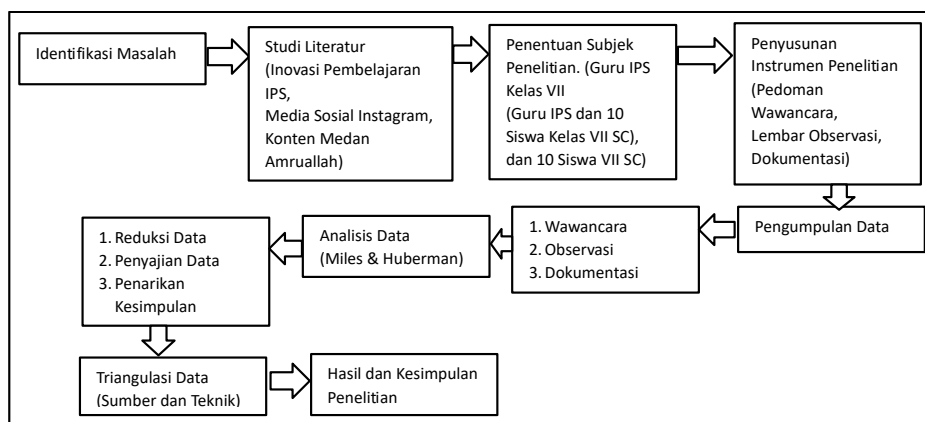 Identifikasi Masalah
Studi Literatur
(Inovasi Pembelajaran
IPS,
Media Sosial Instagram,
Konten Medan
Amruallah)
Penentuan Subjek
Penelitian. (Guru IPS
Kelas VII
(Guru IPS dan 10
Siswa Kelas VII SC),
dan 10 Siswa VII SC)
Penyusunan
Instrumen Penelitian
(Pedoman
Wawancara,
Lembar Observasi,
Dokumentasi)
Pengumpulan Data
1. Wawancara
2. Observasi
3. Dokumentasi
Analisis Data
(Miles & Huberman)
1. Reduksi Data
2. Penyajian Data
3. Penarikan
Kesimpulan
Triangulasi Data
(Sumber dan Teknik)
Hasil dan Kesimpulan
Penelitian